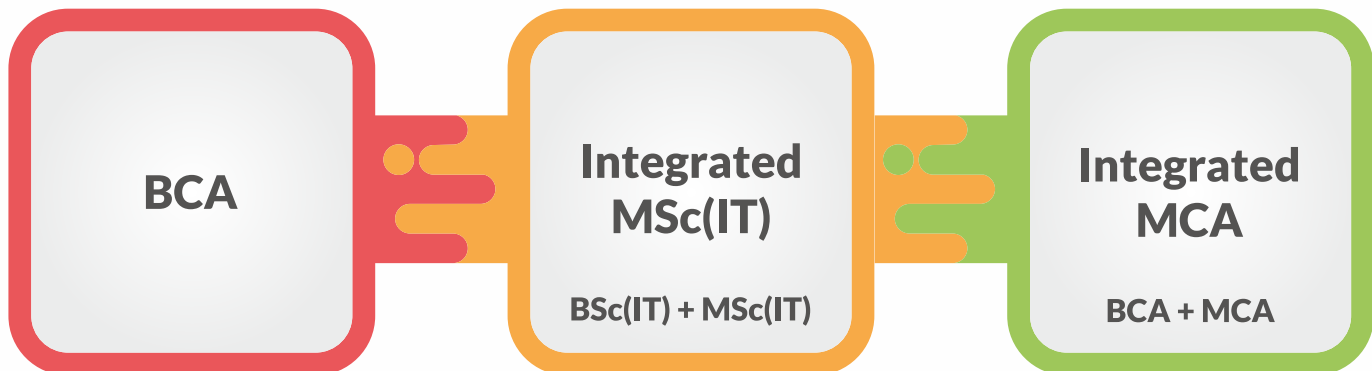 BCA
Integrated
MSc(IT)
BSc(IT) + MSc(IT)
Integrated
MCA
BCA + MCA